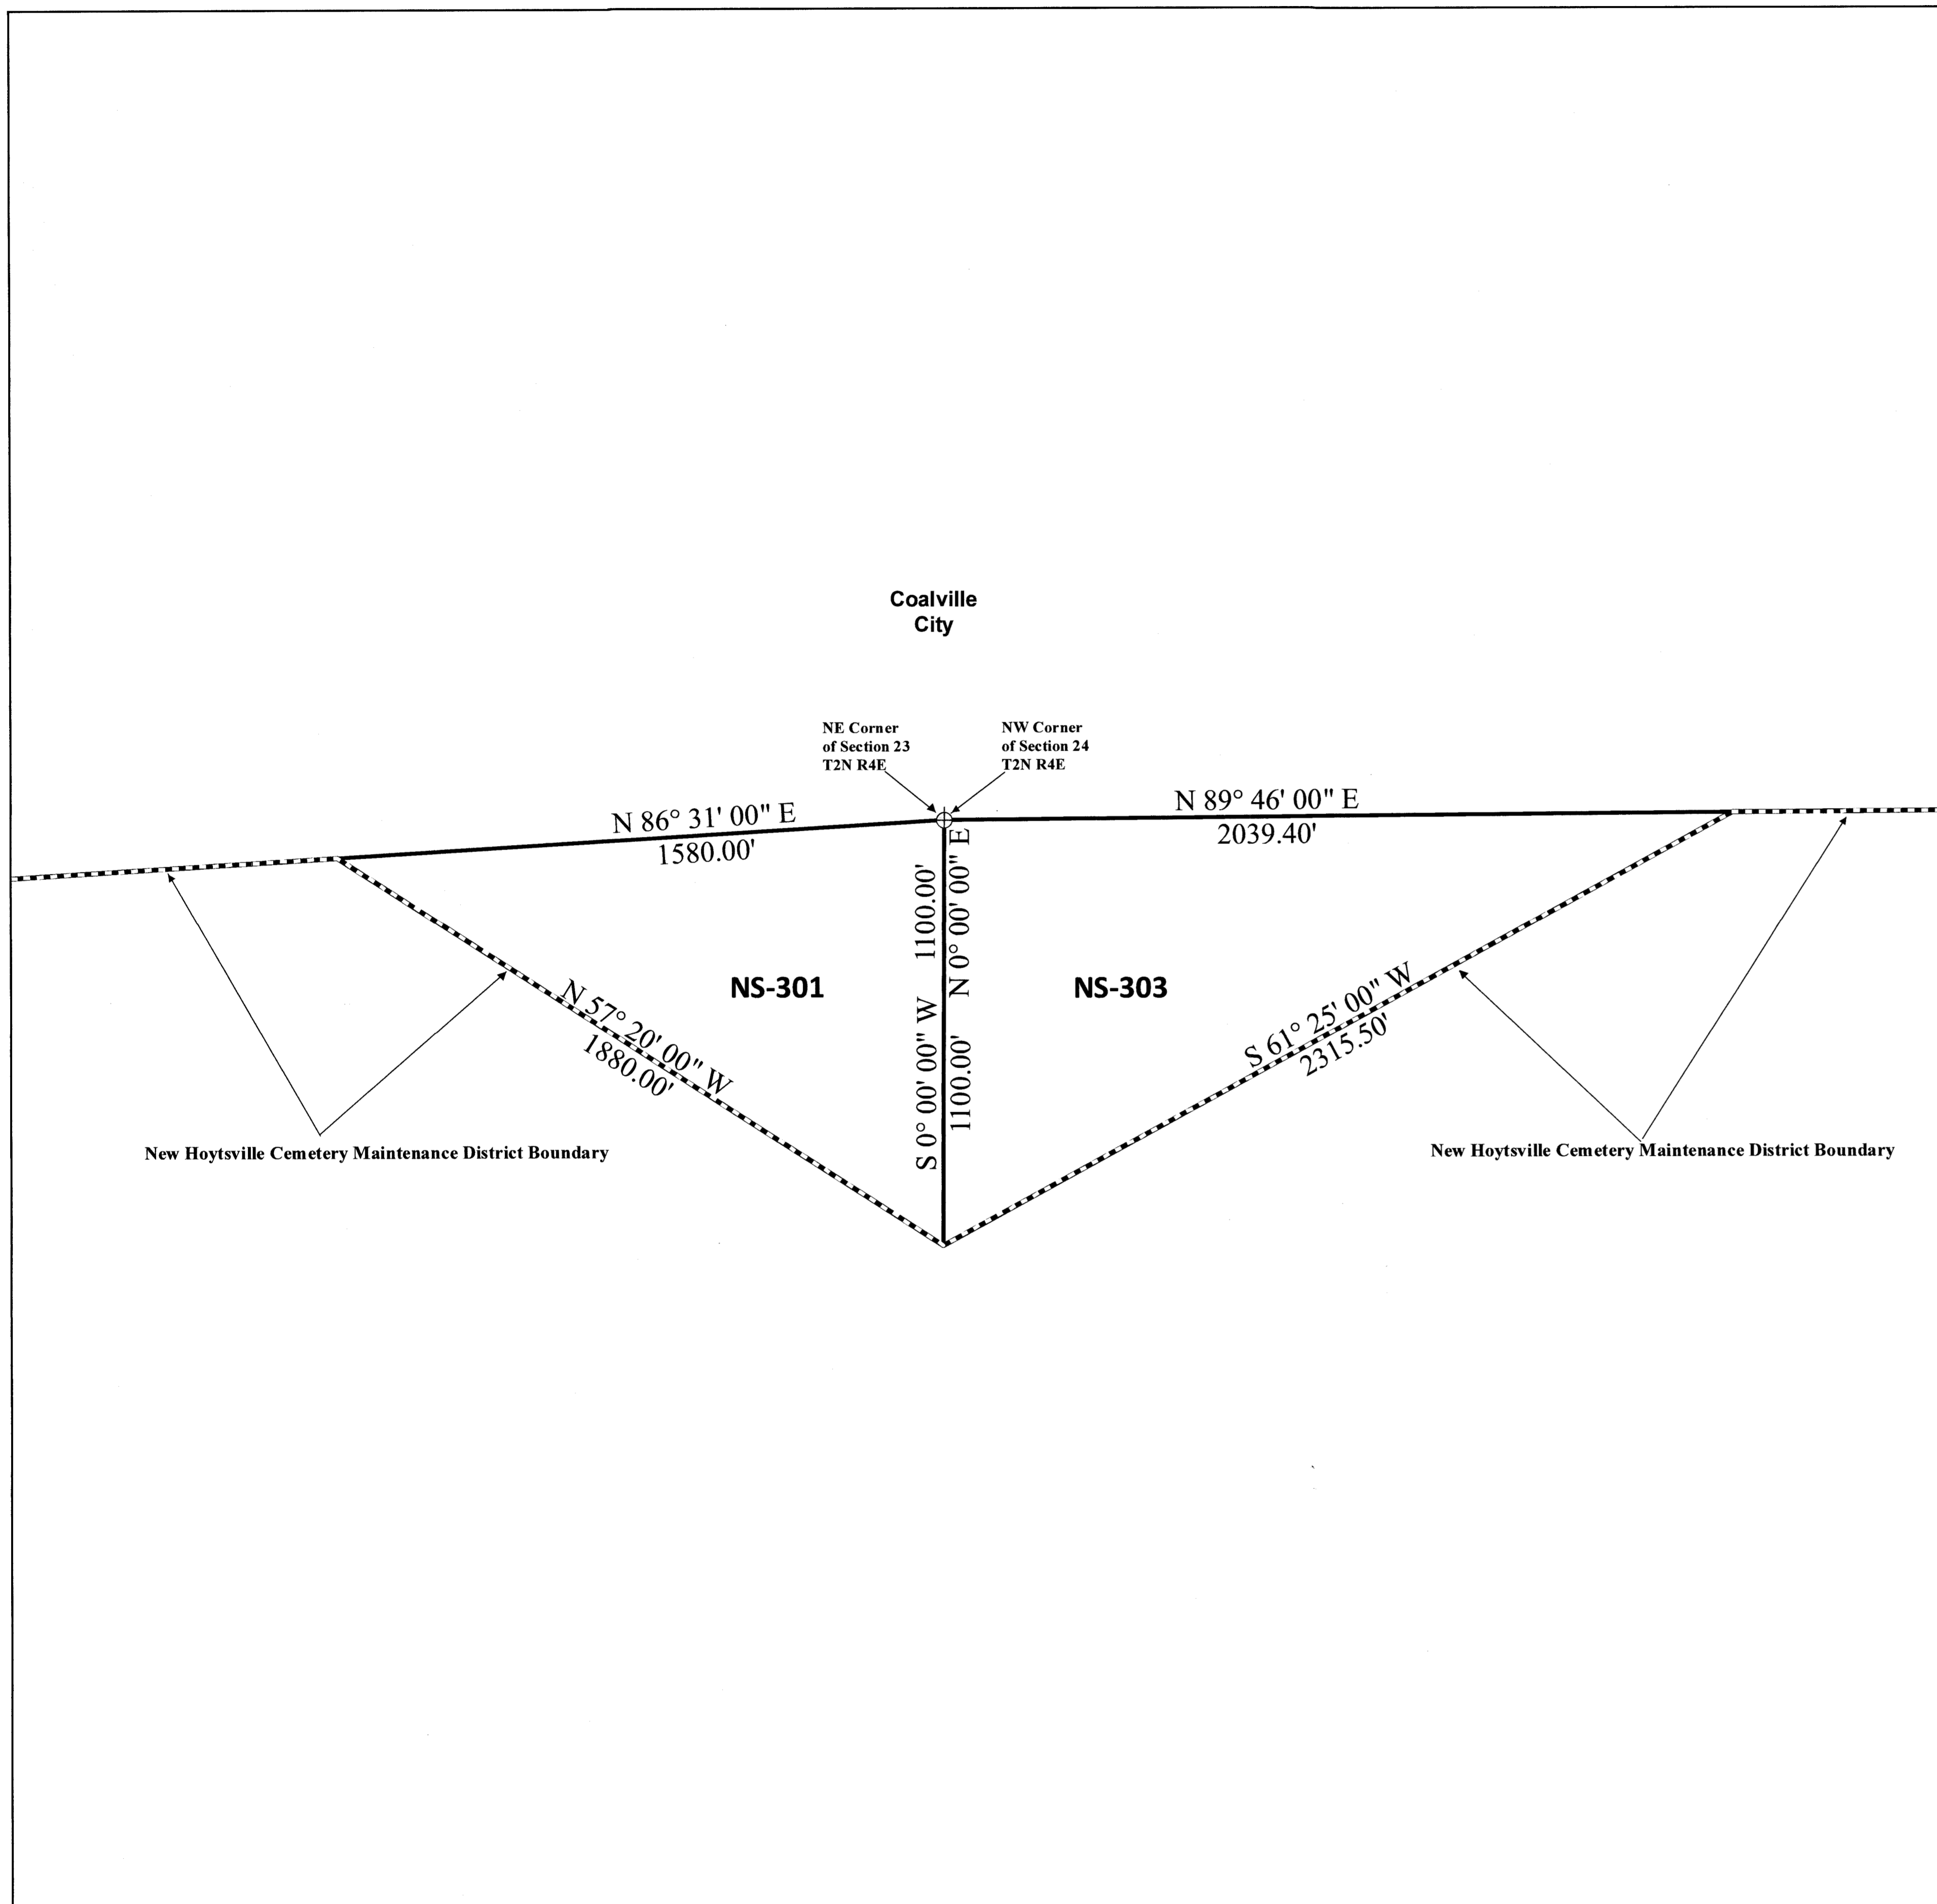 Coalville
City
NE Corner
of Section 23
T2N R4E
NW Corner
of Section 24
T2N R4E
N 86° 31' 00" E
1580.00'
N 89° 46' 00" E
2039.40'
S 0° 00' 00" W 1100.00'
1100.00' N 0° 00' 00" E
NS-301
NS-303
N 57° 20' 00" W
1880.00'
S 61° 25' 00" W
2315.50'
New Hoytsville Cemetery Maintenance District Boundary
New Hoytsville Cemetery Maintenance District Boundary